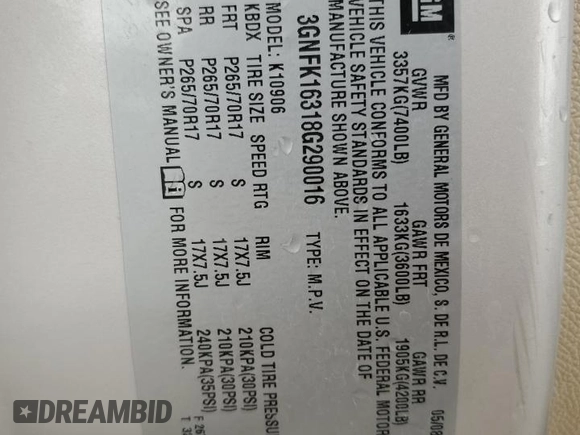 GM ®
MFD BY GENERAL MOTORS DE MEXICO, S. DE R.L. DE C.V. 05/08
GVWR GAWR FRT GAWR RR
3357KG(7400LB) 1633KG(3600LB) 1905KG(4200LB)
THIS VEHICLE CONFORMS TO ALL APPLICABLE U.S. FEDERAL MOTOR
VEHICLE SAFETY STANDARDS IN EFFECT ON THE DATE OF
MANUFACTURE SHOWN ABOVE.
3GNFK16318G290016 TYPE: M.P.V.
MODEL: K10906
KBDX TIRE SIZE SPEED RTG RIM COLD TIRE PRESSU
FRT P265/70R17 S 17X7.5J 210KPA(30PSI)
RR P265/70R17 S 17X7.5J 210KPA(30PSI)
SPA P265/70R17 S 17X7.5J 240KPA(35PSI)
SEE OWNER'S MANUAL i FOR MORE INFORMATION.
DREAMBID